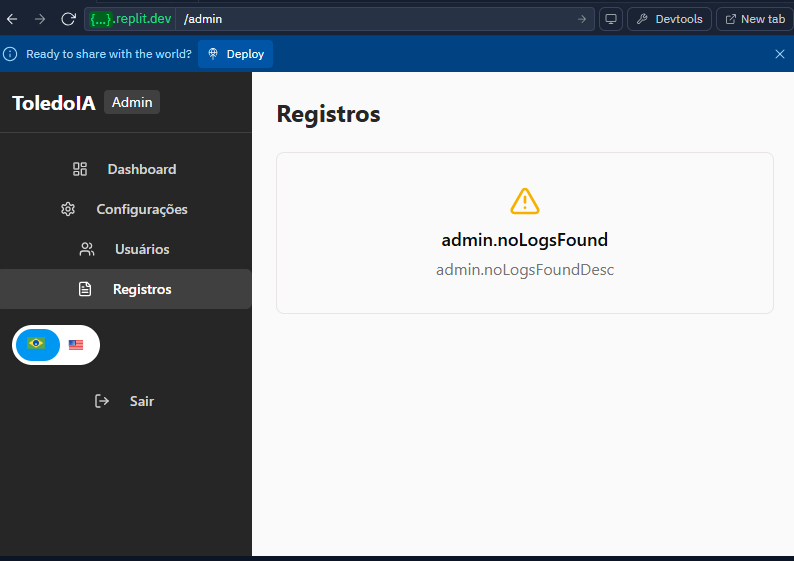 {...}.replit.dev /admin Devtools New tab
Ready to share with the world? Deploy
ToledoIA Admin
Dashboard
Configurações
Usuários
Registros
Sair
Registros
admin.noLogsFound
admin.noLogsFoundDesc